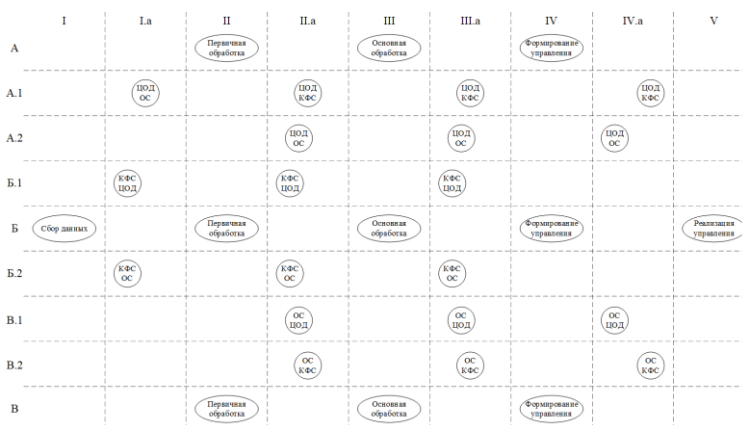 I I.a II II.a III III.a IV IV.a V
А Первичная Основная Формирование
обработка обработка управления
А.1 ЦОД ЦОД ЦОД ЦОД
ОС КФС КФС КФС
А.2 ЦОД ЦОД ЦОД
ОС ОС ОС
Б.1 КФС КФС КФС
ЦОД ЦОД ЦОД
Б Сбор данных Первичная Основная Формирование Реализация
обработка обработка управления управления
Б.2 КФС КФС КФС
ОС ОС ОС
В.1 ОС ОС ОС
ЦОД ЦОД ЦОД
В.2 ОС ОС ОС
КФС КФС КФС
В Первичная Основная Формирование
обработка обработка управления